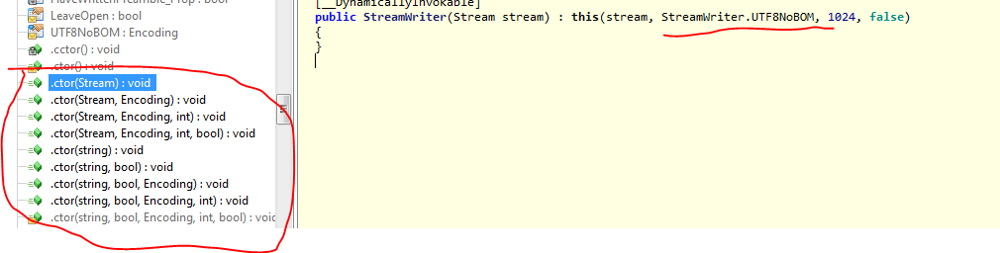 HaveWrittenPreamble_Prop : bool
LeaveOpen : bool
UTF8NoBOM : Encoding
.cctor() : void
.ctor() : void
.ctor(Stream) : void
.ctor(Stream, Encoding) : void
.ctor(Stream, Encoding, int) : void
.ctor(Stream, Encoding, int, bool) : void
.ctor(string) : void
.ctor(string, bool) : void
.ctor(string, bool, Encoding) : void
.ctor(string, bool, Encoding, int) : void
.ctor(string, bool, Encoding, int, bool) : voic
[__DynamicallyInvokable]
public StreamWriter(Stream stream) : this(stream, StreamWriter.UTF8NoBOM, 1024, false)
{
}